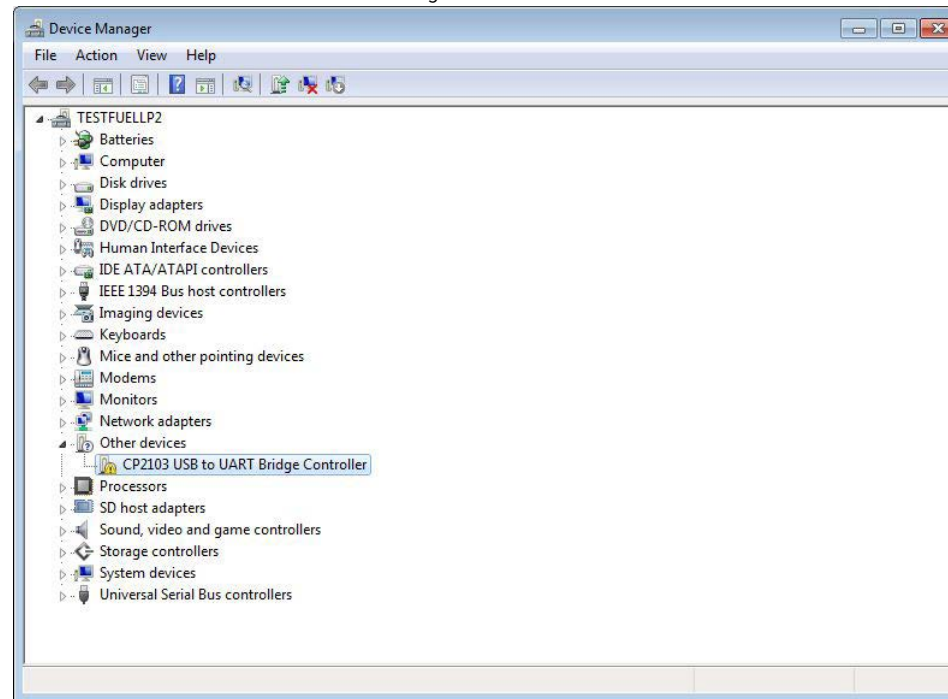 Device Manager
File Action View Help
TESTFUELLP2
Batteries
Computer
Disk drives
Display adapters
DVD/CD-ROM drives
Human Interface Devices
IDE ATA/ATAPI controllers
IEEE 1394 Bus host controllers
Imaging devices
Keyboards
Mice and other pointing devices
Modems
Monitors
Network adapters
Other devices
CP2103 USB to UART Bridge Controller
Processors
SD host adapters
Sound, video and game controllers
Storage controllers
System devices
Universal Serial Bus controllers